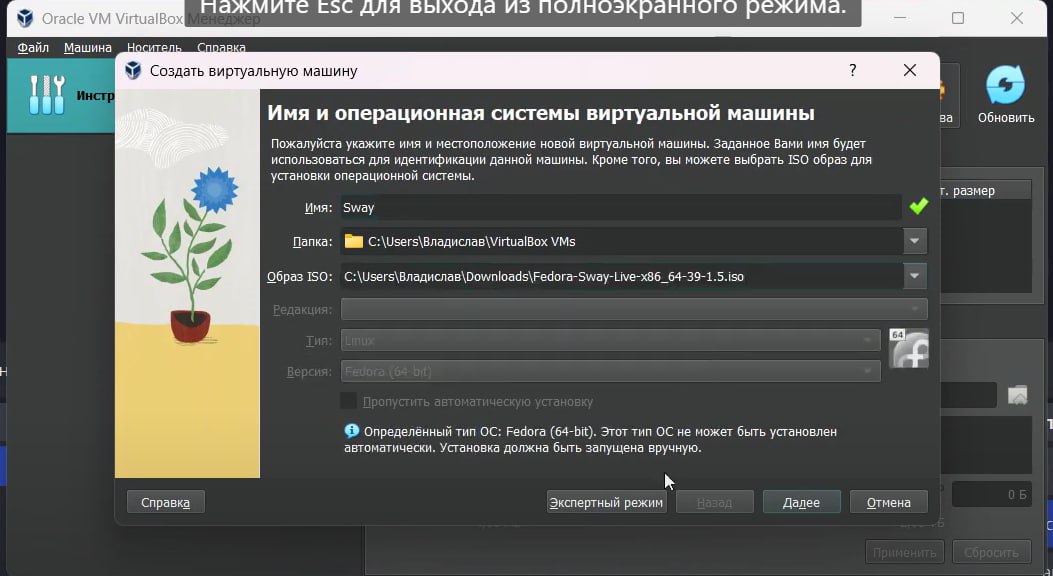 Oracle VM VirtualBox Менеджер
Нажмите Esc для выхода из полноэкранного режима.
Файл Машина Носитель Справка
Создать виртуальную машину ?
Инстр
Имя и операционная системы виртуальной машины
Пожалуйста укажите имя и местоположение новой виртуальной машины. Заданное Вами имя будет
использоваться для идентификации данной машины. Кроме того, вы можете выбрать ISO образ для
установки операционной системы.
ва
Обновить
т. размер
Имя: Sway
Папка: C:\Users\Владислав\VirtualBox VMs
Образ ISO: C:\Users\Владислав\Downloads\Fedora-Sway-Live-x86_64-39-1.5.iso
Редакция:
Тип: Linux
64
Версия: Fedora (64-bit)
Пропустить автоматическую установку
Определённый тип ОС: Fedora (64-bit). Этот тип ОС не может быть установлен
автоматически. Установка должна быть запущена вручную.
0 Б
Справка Экспертный режим Назад Далее Отмена
Применить Сбросить